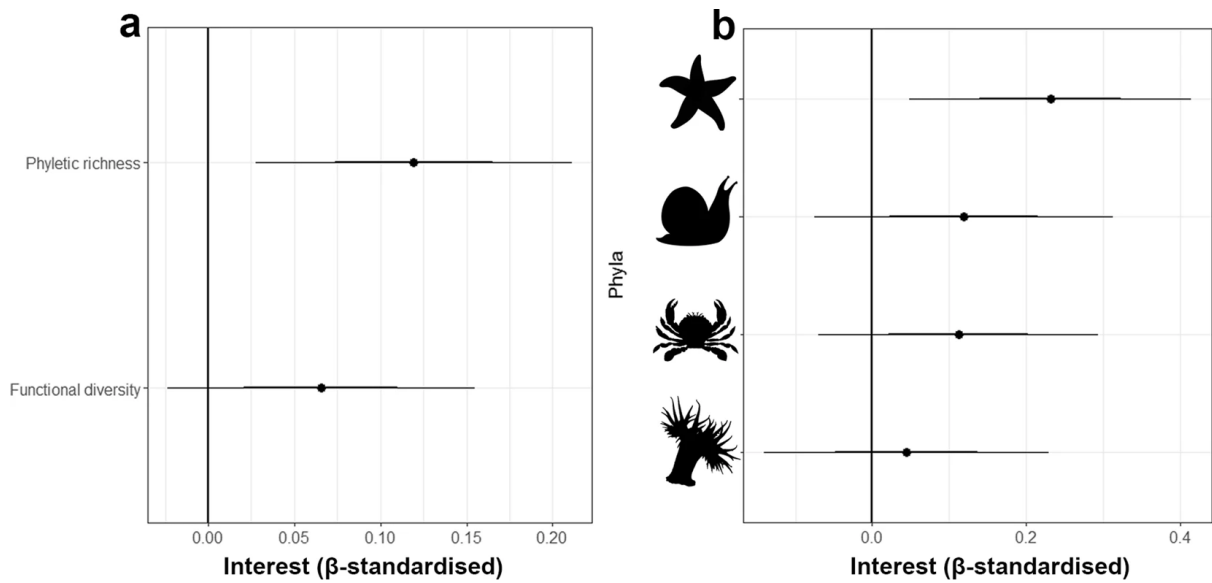 a
Phyletic richness
Functional diversity
0.00 0.05 0.10 0.15 0.20
Interest (β-standardised)
b
Phyla
0.0 0.2 0.4
Interest (β-standardised)